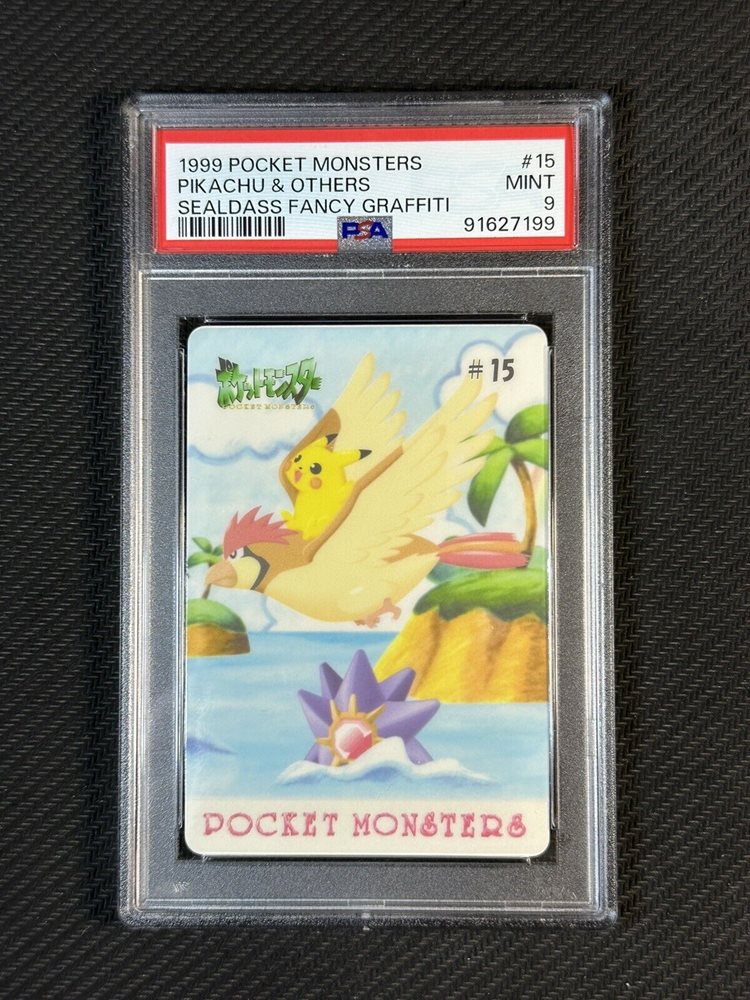 1999 POCKET MONSTERS #15
PIKACHU & OTHERS MINT
SEALDASS FANCY GRAFFITI 9
PSA 91627199
ポケットモンスター
POCKET MONSTERS
#15
POCKET MONSTERS